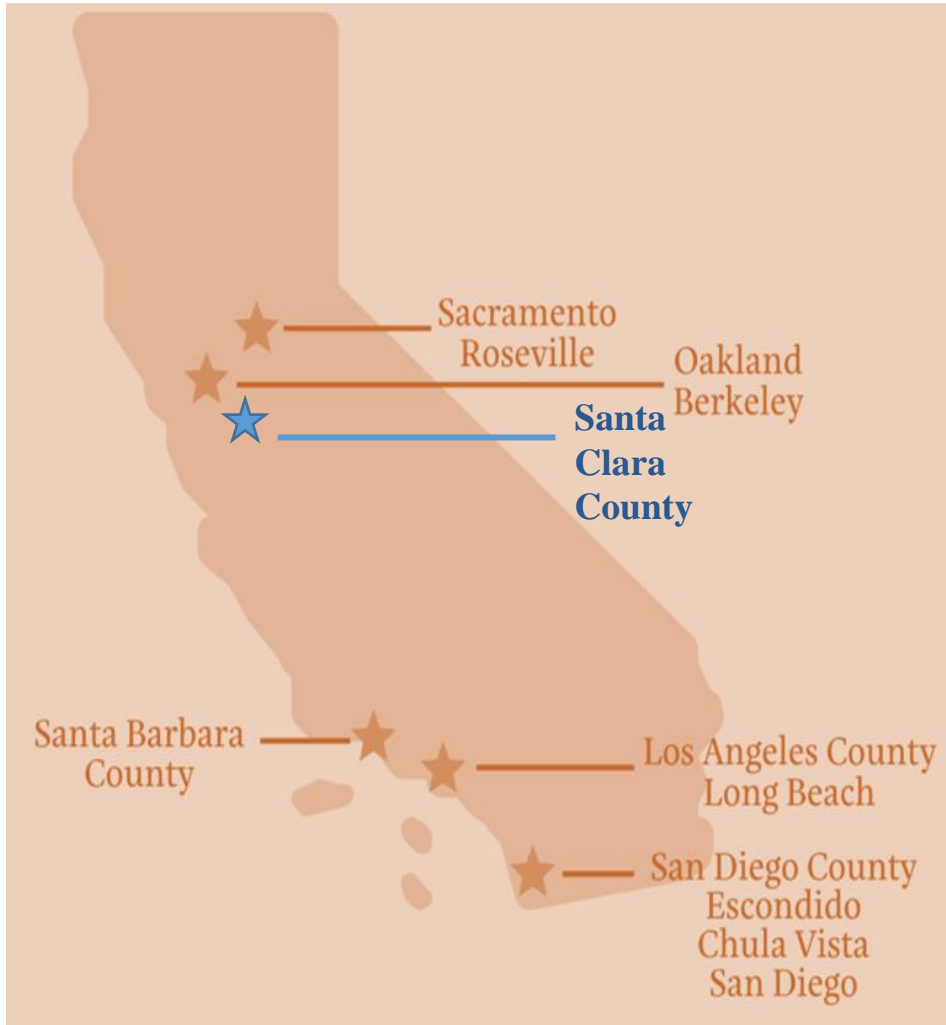 Sacramento
Roseville
Oakland
Berkeley
Santa
Clara
County
Santa Barbara
County
Los Angeles County
Long Beach
San Diego County
Escondido
Chula Vista
San Diego